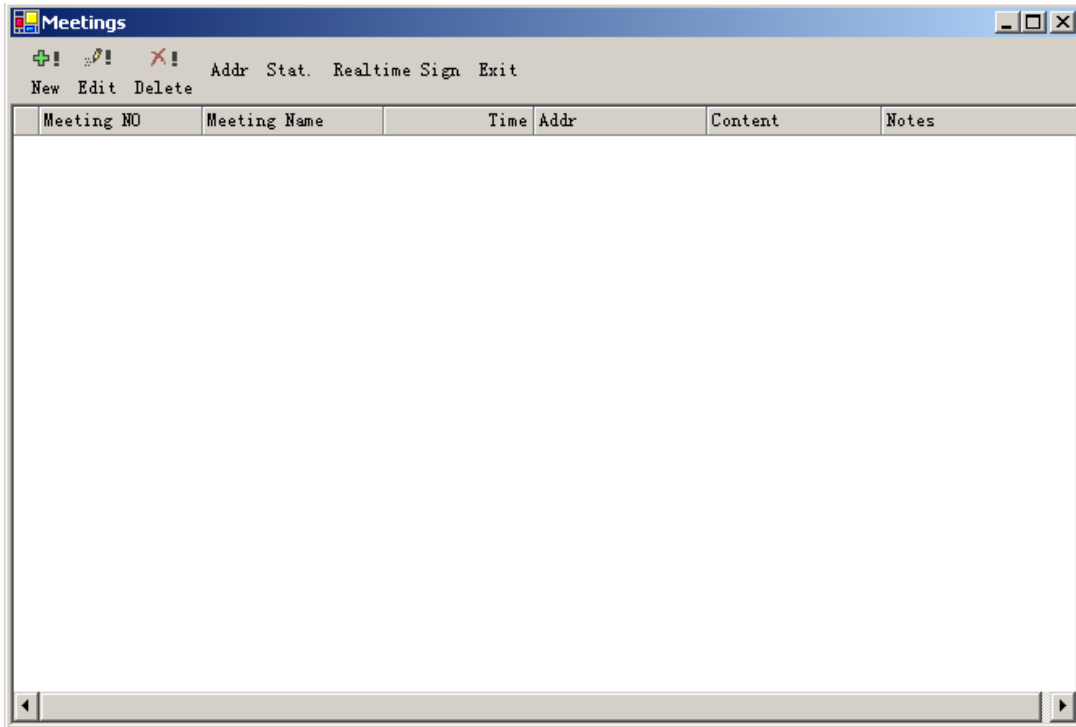 Meetings
New Edit Delete Addr Stat. Realtime Sign Exit
Meeting NO Meeting Name Time Addr Content Notes